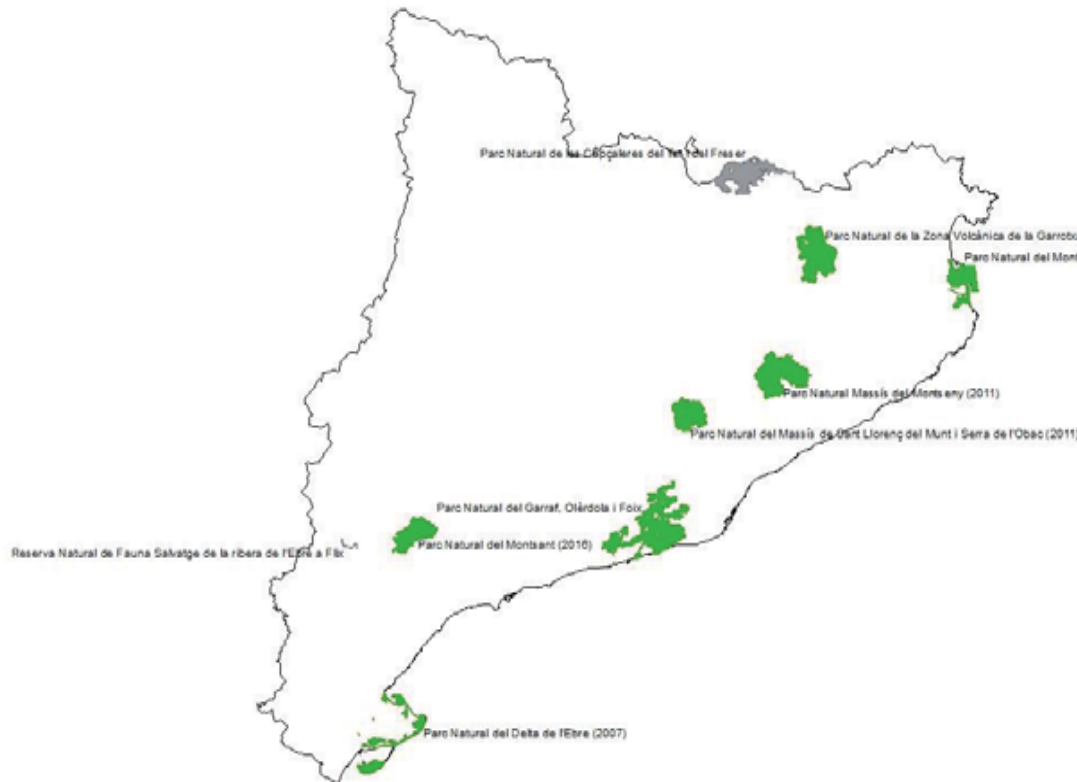 Parc Natural de les Capçaleres del Ter i del Freser
Parc Natural de la Zona Volcànica de la Garrotx
Parc Natural del Mont
Parc Natural Massís del Montseny (2011)
Parc Natural del Massís de Sant Llorenç del Munt i Serra de l'Obac (2011)
Parc Natural del Garraf, Olèrdola i Foix
Parc Natural del Montsant (2016)
Reserva Natural de Fauna Salvatge de la ribera de l'Ebre a Flix
Parc Natural del Delta de l'Ebre (2007)